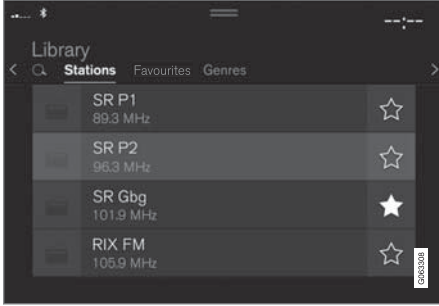 --:--
Library
Stations Favourites Genres
SR P1
89.3 MHz
SR P2
96.3 MHz
SR Gbg
101.9 MHz
RIX FM
105.9 MHz
G063308